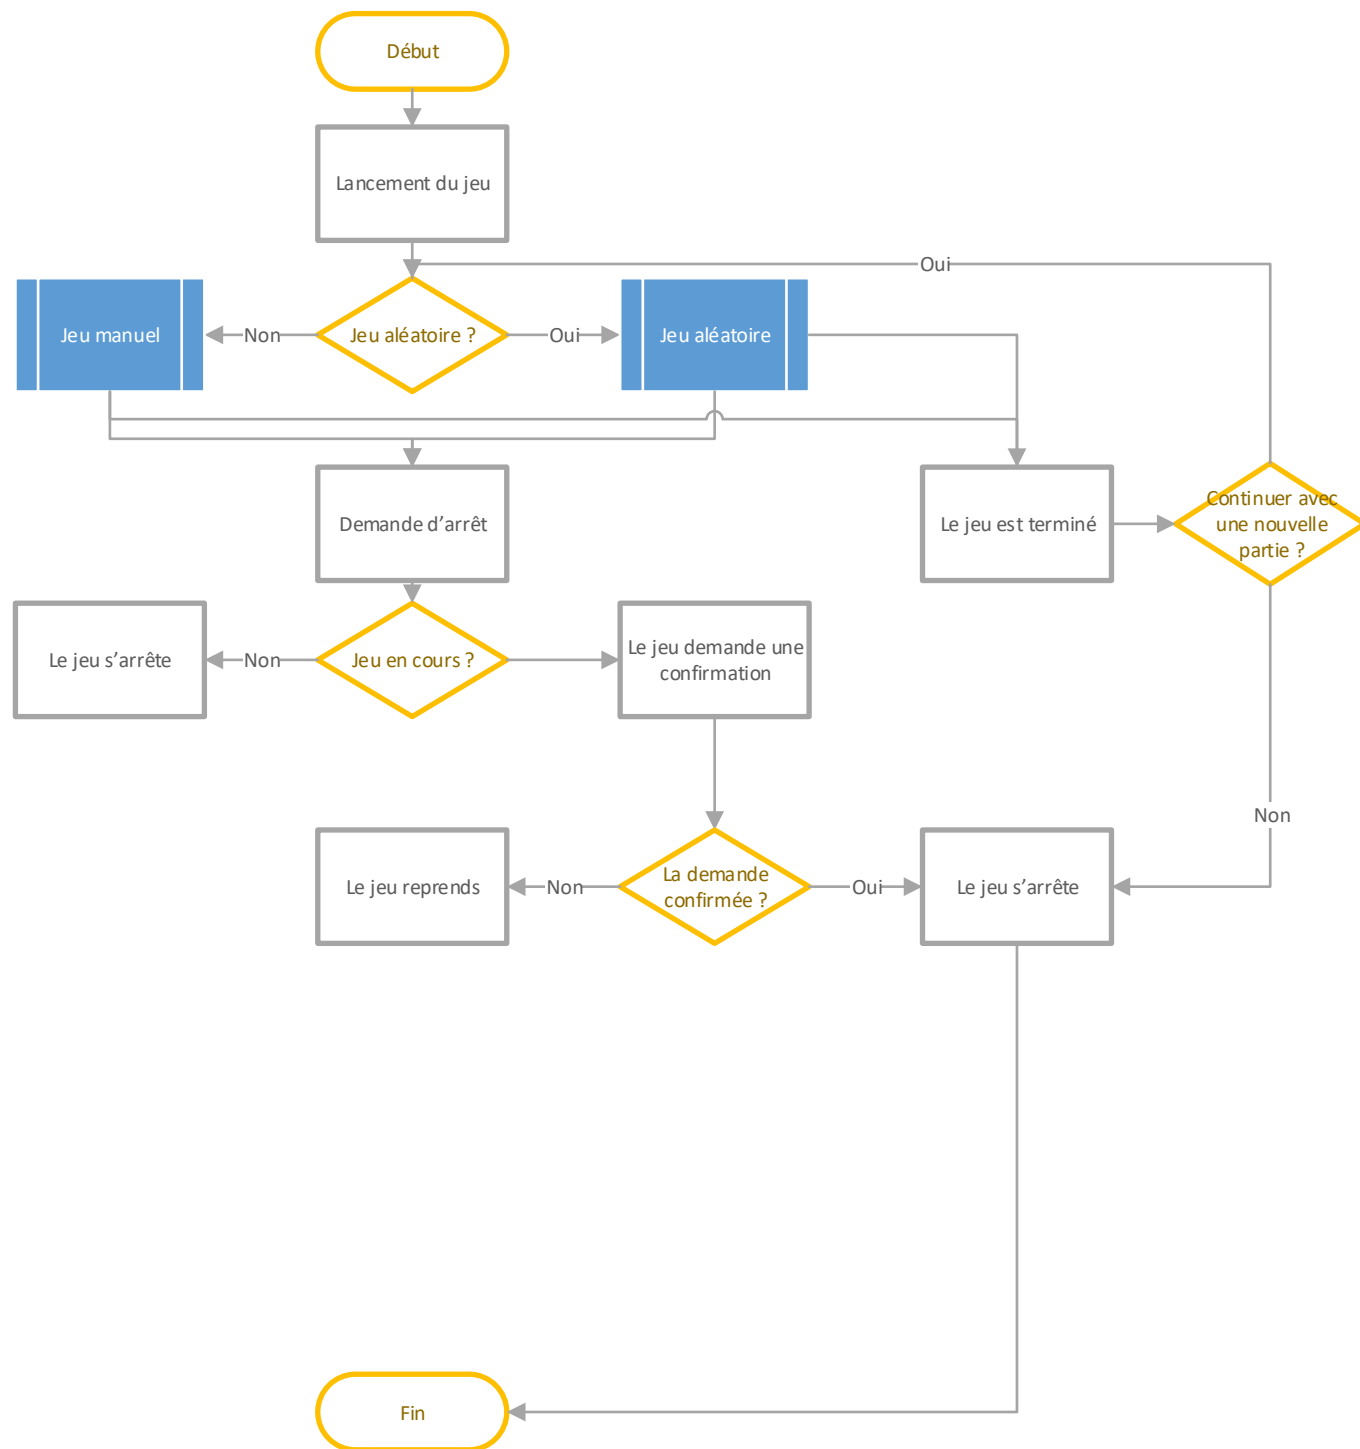 Début
Lancement du jeu
Oui
Jeu manuel
Non
Jeu aléatoire ?
Oui
Jeu aléatoire
Demande d’arrêt
Le jeu est terminé
Continuer avec
une nouvelle
partie ?
Le jeu s’arrête
Non
Jeu en cours ?
Le jeu demande une
confirmation
Non
Le jeu reprends
Non
La demande
confirmée ?
Oui
Le jeu s’arrête
Fin